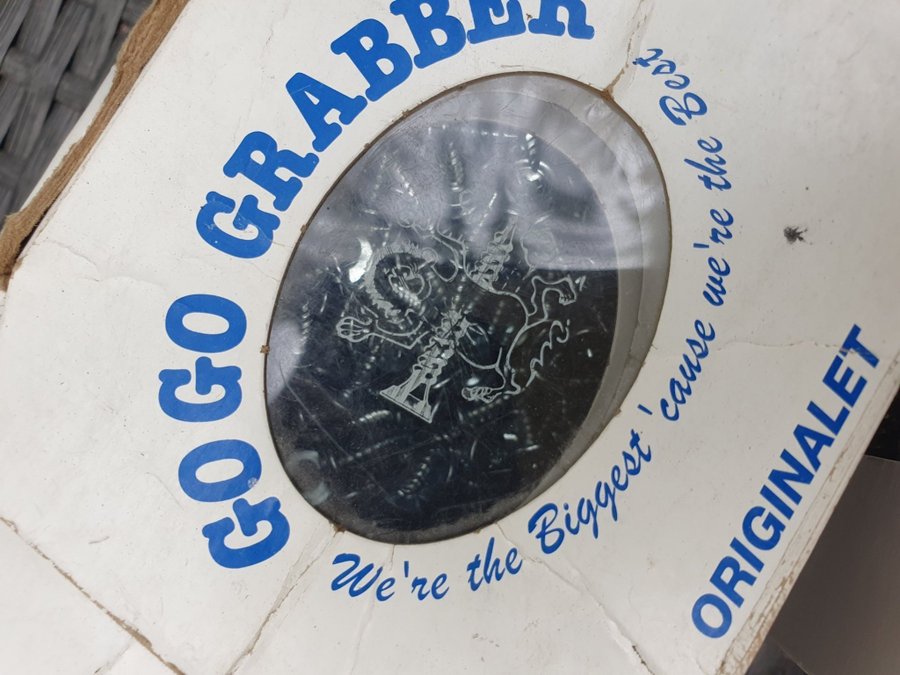 GO GO GRABBER
We're the Biggest 'cause we're the Best
ORIGINALET